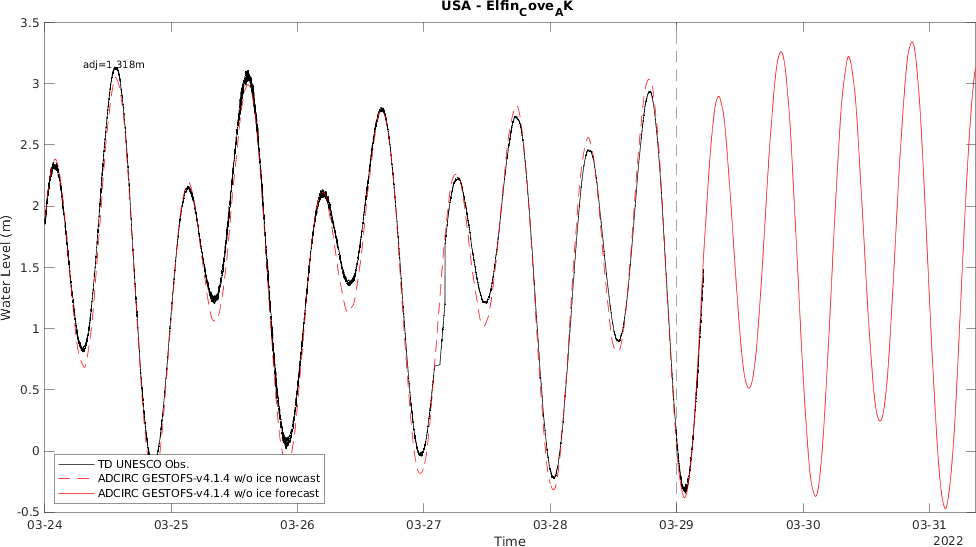 USA - ElfinCoveAK
adj=1.318m
3.5
3
2.5
2
1.5
1
0.5
0
-0.5
Water Level (m)
TD UNESCO Obs.
ADCIRC GESTOFS-v4.1.4 w/o ice nowcast
ADCIRC GESTOFS-v4.1.4 w/o ice forecast
03-24 03-25 03-26 03-27 03-28 03-29 03-30 03-31
Time
2022